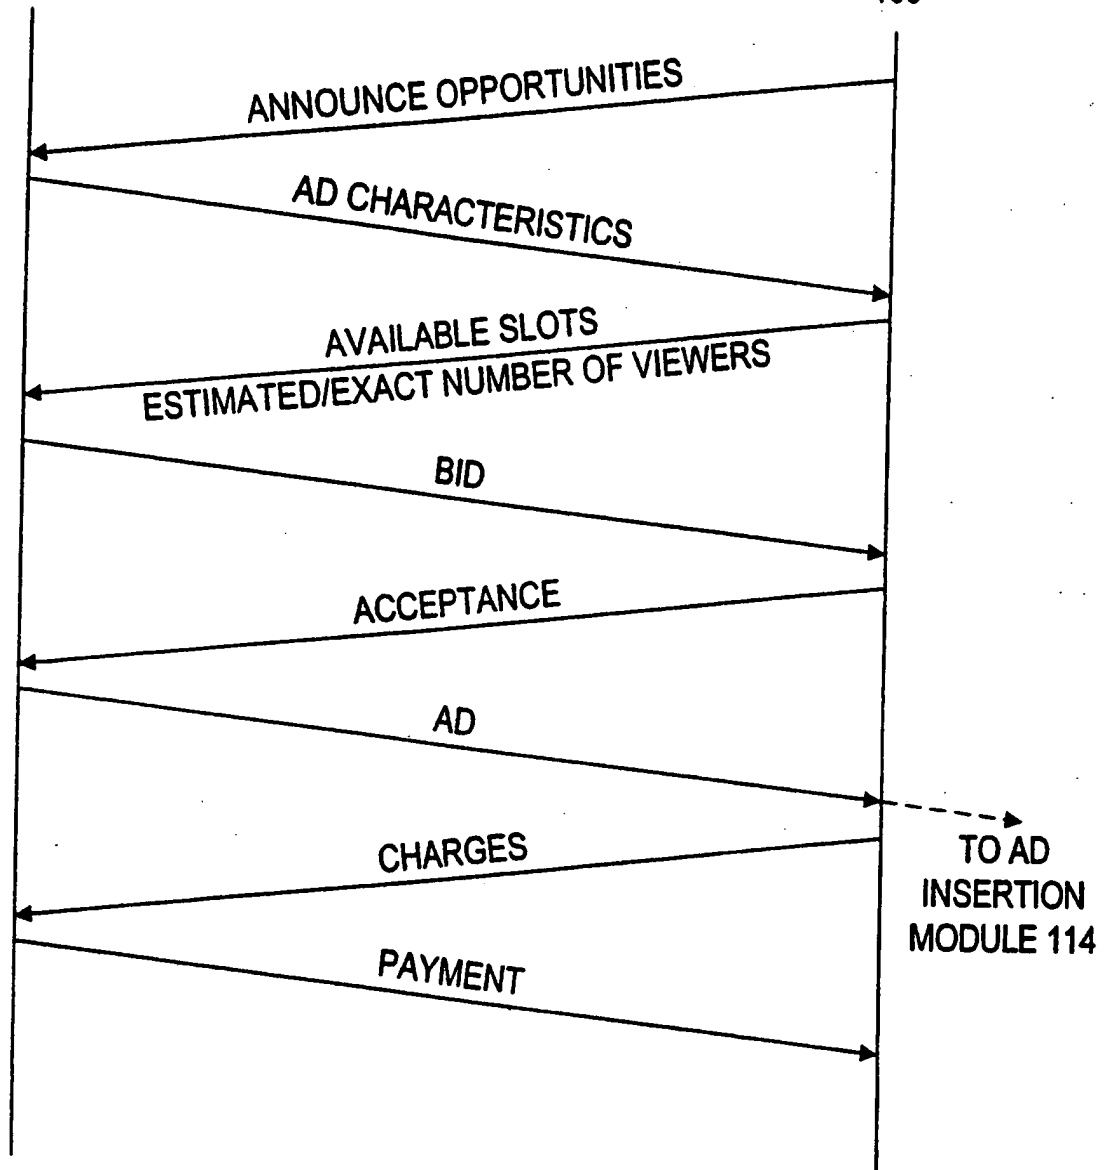 ANNOUNCE OPPORTUNITIES
AD CHARACTERISTICS
AVAILABLE SLOTS
ESTIMATED/EXACT NUMBER OF VIEWERS
BID
ACCEPTANCE
AD
TO AD
INSERTION
MODULE 114
CHARGES
PAYMENT